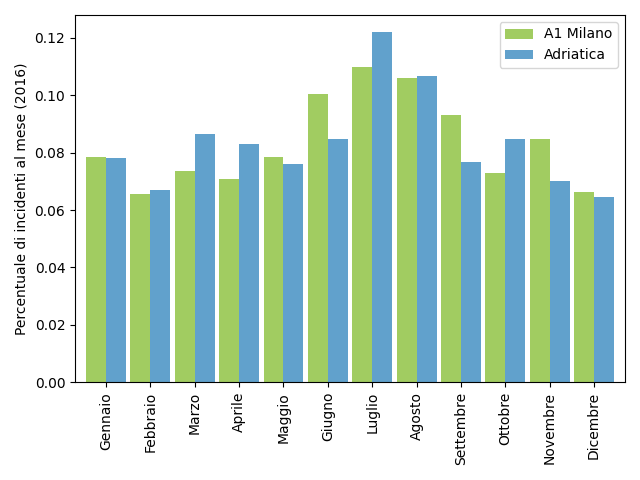 A1 Milano
Adriatica
Percentuale di incidenti al mese (2016)
0.12
0.10
0.08
0.06
0.04
0.02
0.00
Gennaio
Febbraio
Marzo
Aprile
Maggio
Giugno
Luglio
Agosto
Settembre
Ottobre
Novembre
Dicembre